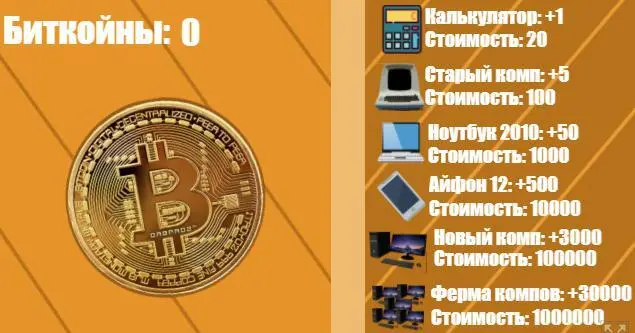 Биткойны: 0
Калькулятор: +1
Стоимость: 20
Старый комп: +5
Стоимость: 100
Ноутбук 2010: +50
Стоимость: 1000
Айфон 12: +500
Стоимость: 10000
Новый комп: +3000
Стоимость: 100000
Ферма компов: +30000
Стоимость: 1000000